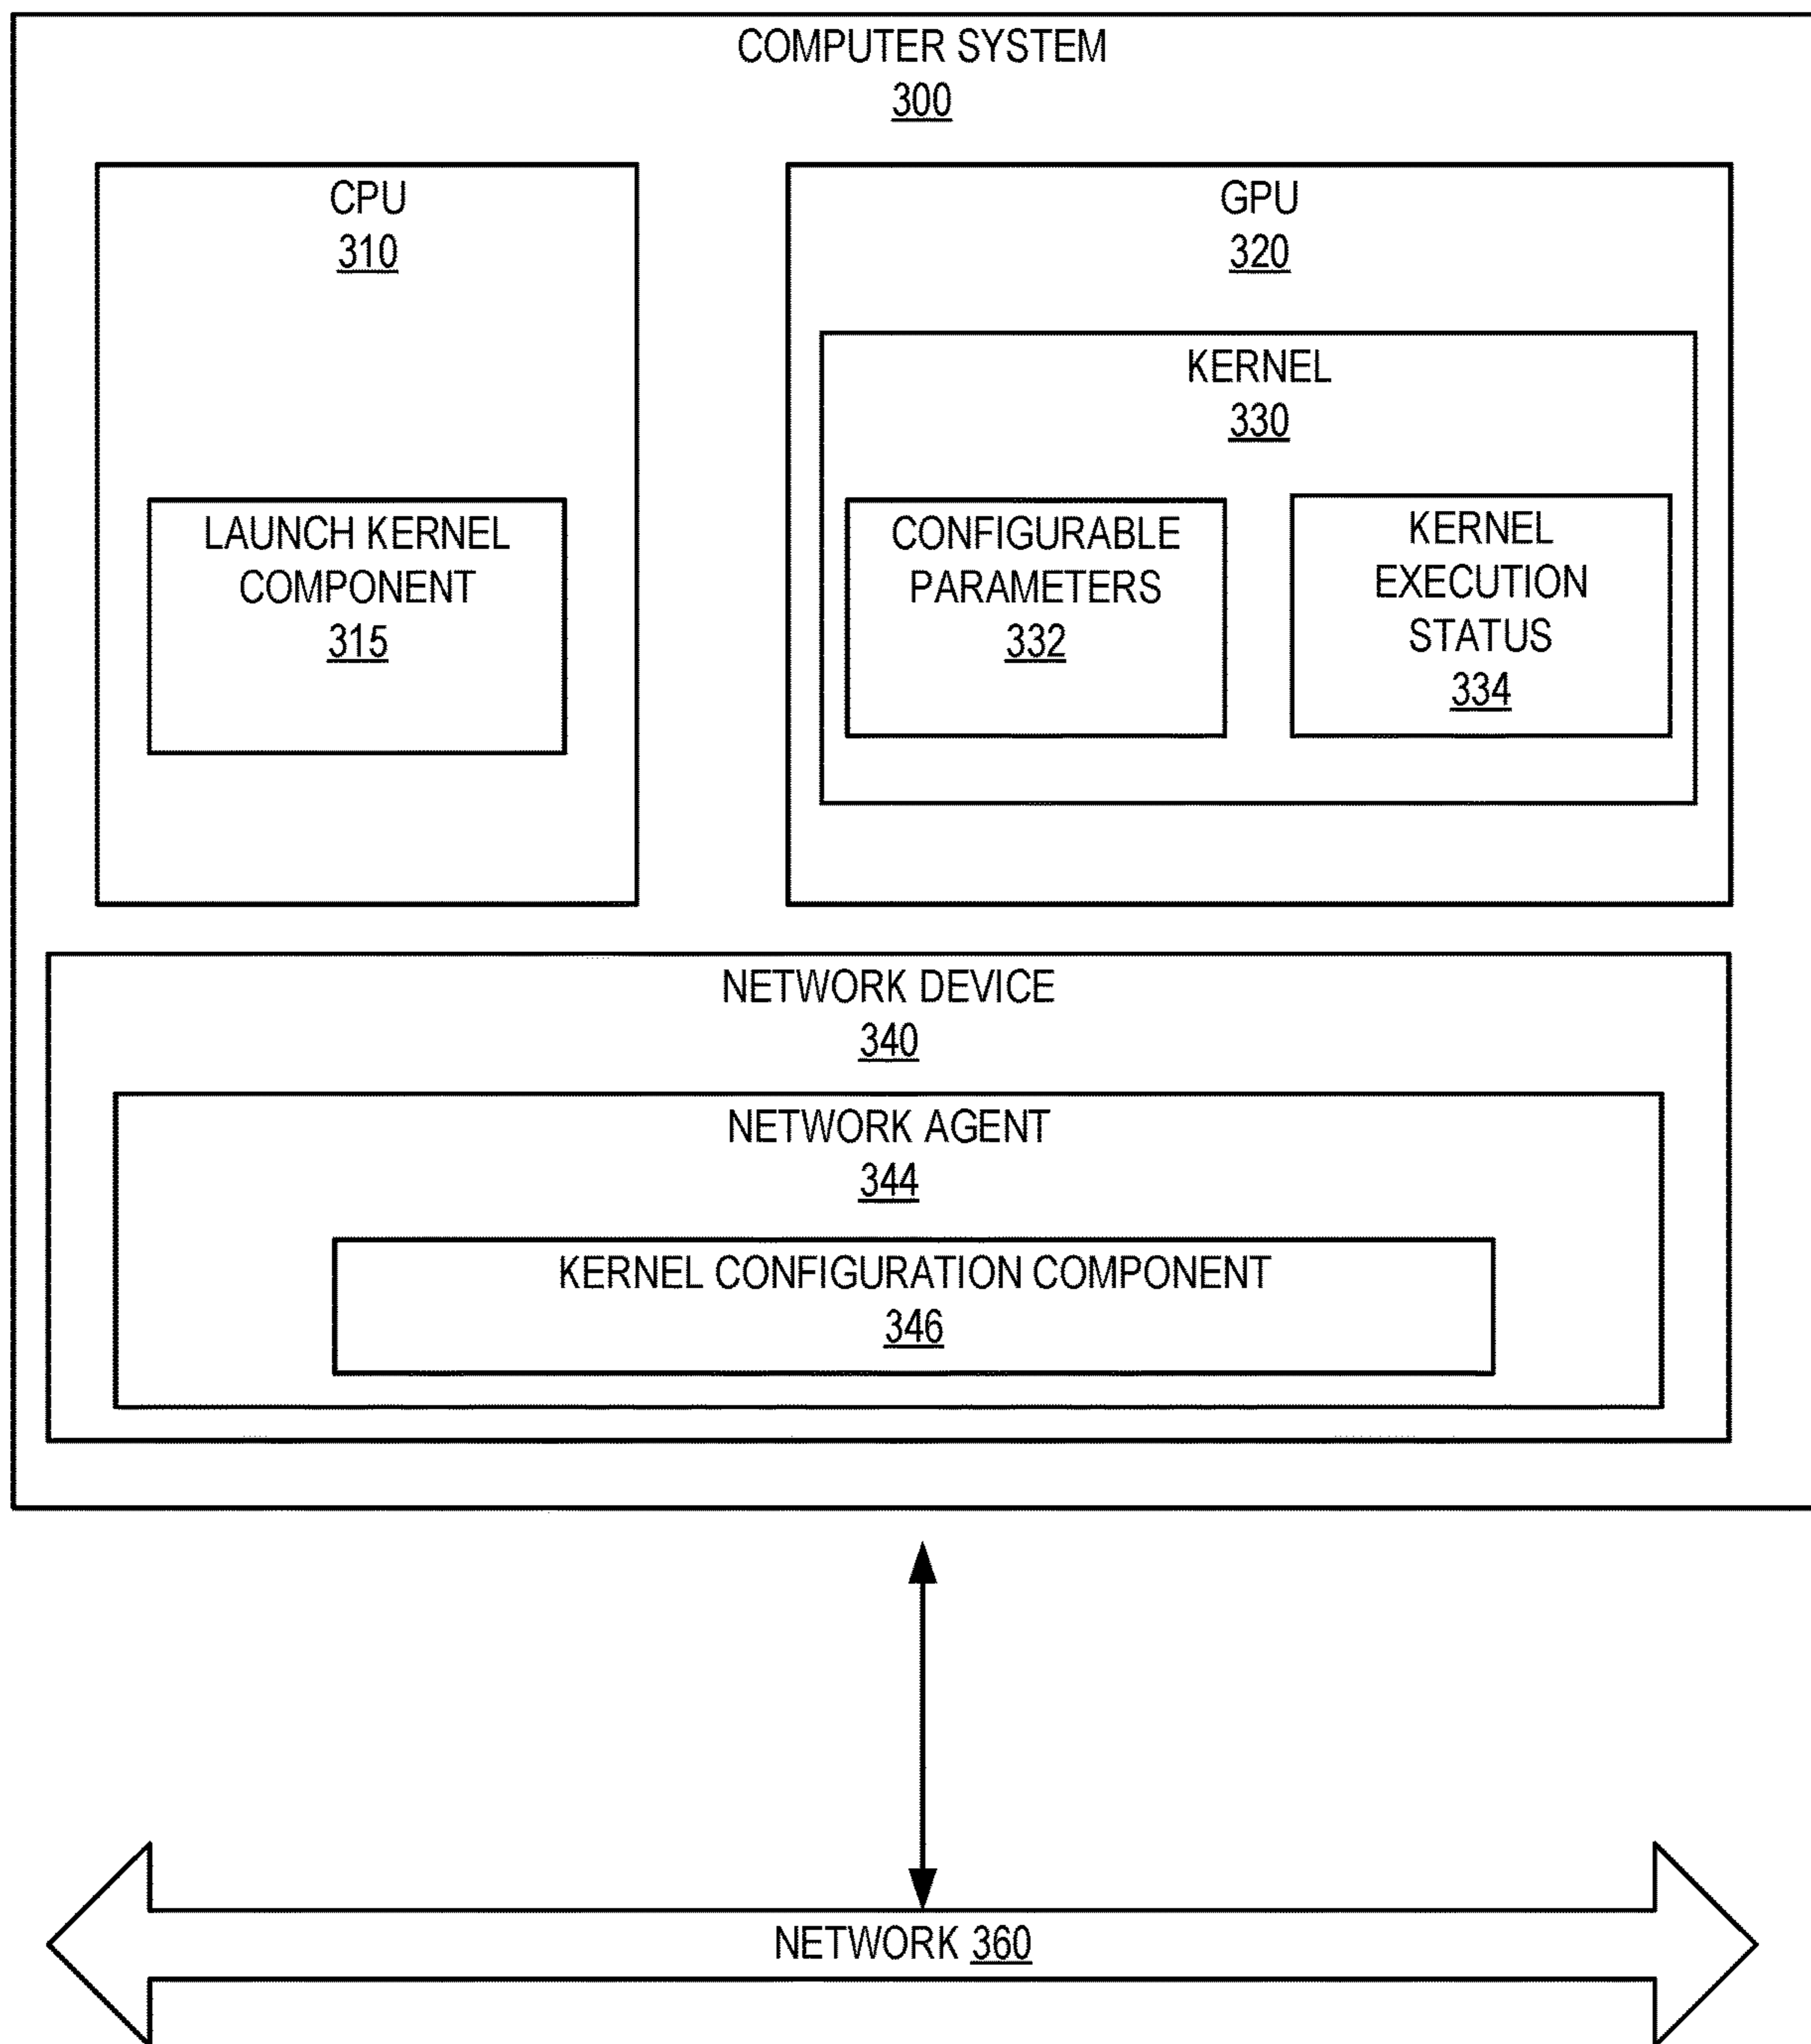 COMPUTER SYSTEM
300
CPU
310
LAUNCH KERNEL
COMPONENT
315
GPU
320
KERNEL
330
CONFIGURABLE
PARAMETERS
332
KERNEL
EXECUTION
STATUS
334
NETWORK DEVICE
340
NETWORK AGENT
344
KERNEL CONFIGURATION COMPONENT
346
NETWORK 360